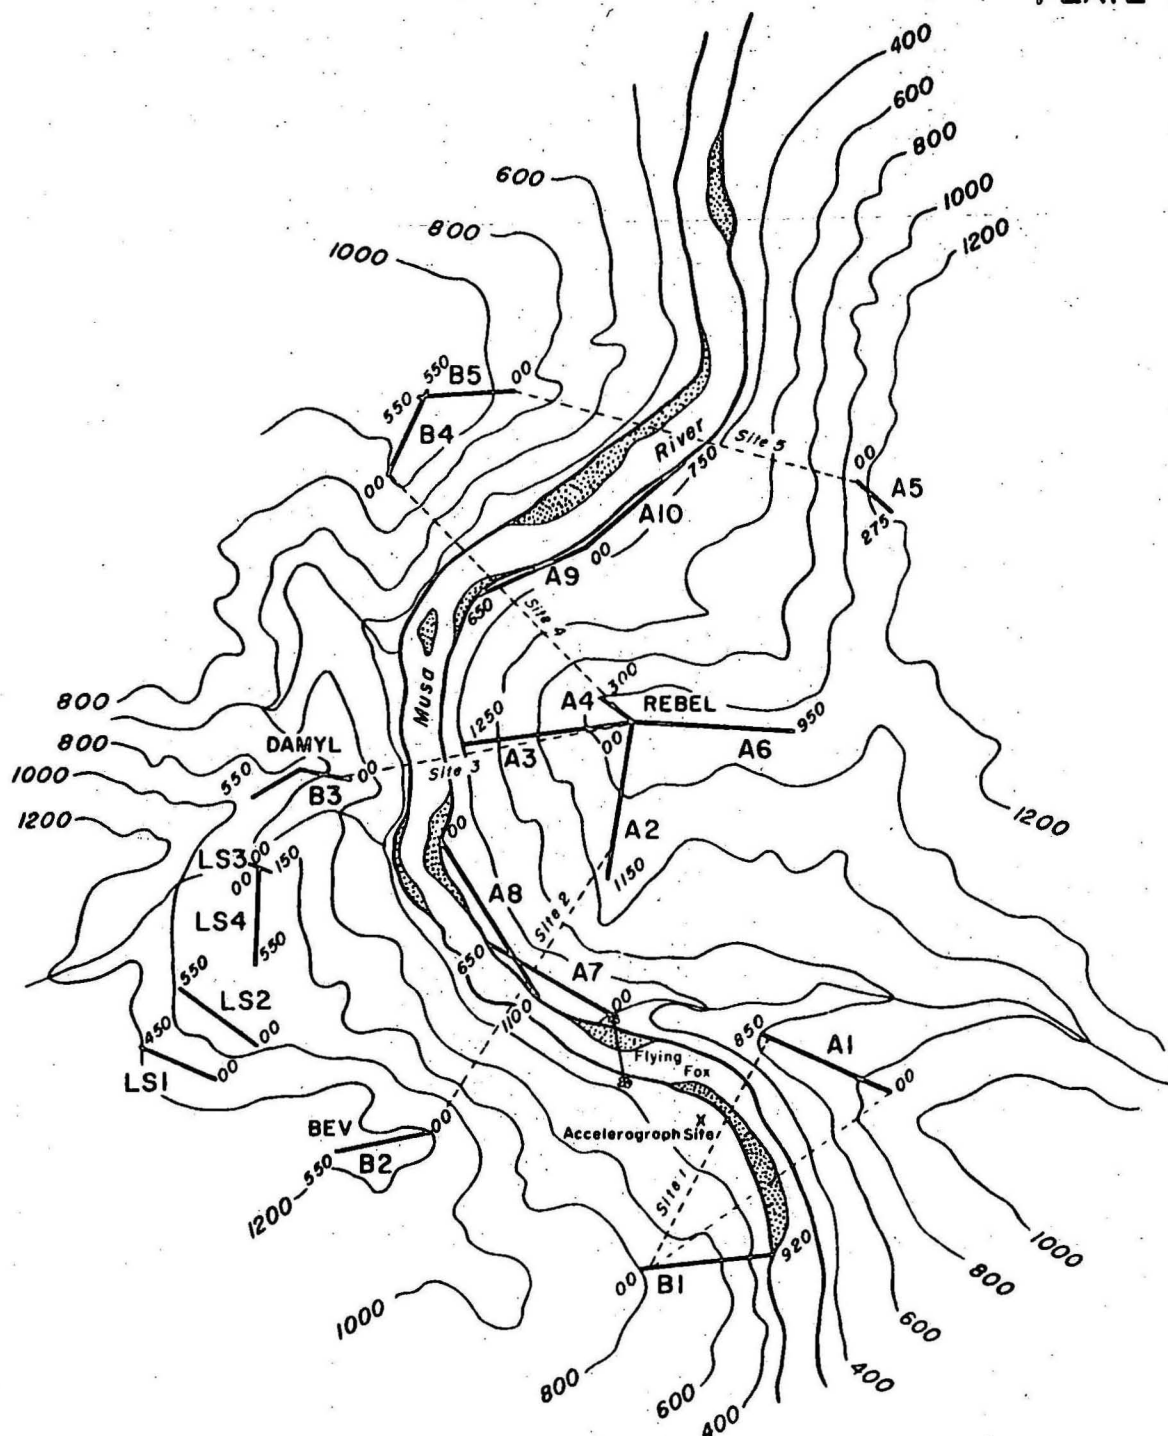 400
600
800
1000
1200
600
800
1000
550
B5
00
550
B4
00
River
750
Site 5
00
A5
275
A10
00
A9
650
Site 4
Musa
300
A4
REBEL
1250
00
950
A3
A6
Site 3
800
800
1000
1200
DAMYL
550
B3
00
1200
LS3
00
150
00
LS4
550
00
A2
1150
A8
Site 2
650
A7
00
1100
550
LS2
00
450
LS1
00
850
A1
00
Flying
Fox
X
Accelerograph Site
BEV
00
550
B2
1200
Site 1
920
00
B1
1000
1000
800
600
400
800
600
400